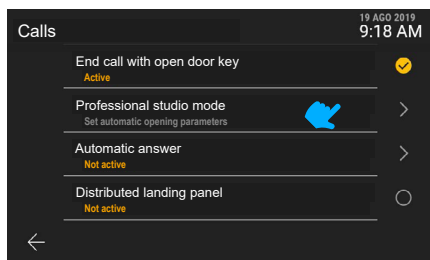 19 AGO 2019
Calls
9:18 AM
End call with open door key
Active
Professional studio mode
Set automatic opening parameters
Automatic answer
Not active
Distributed landing panel
Not active